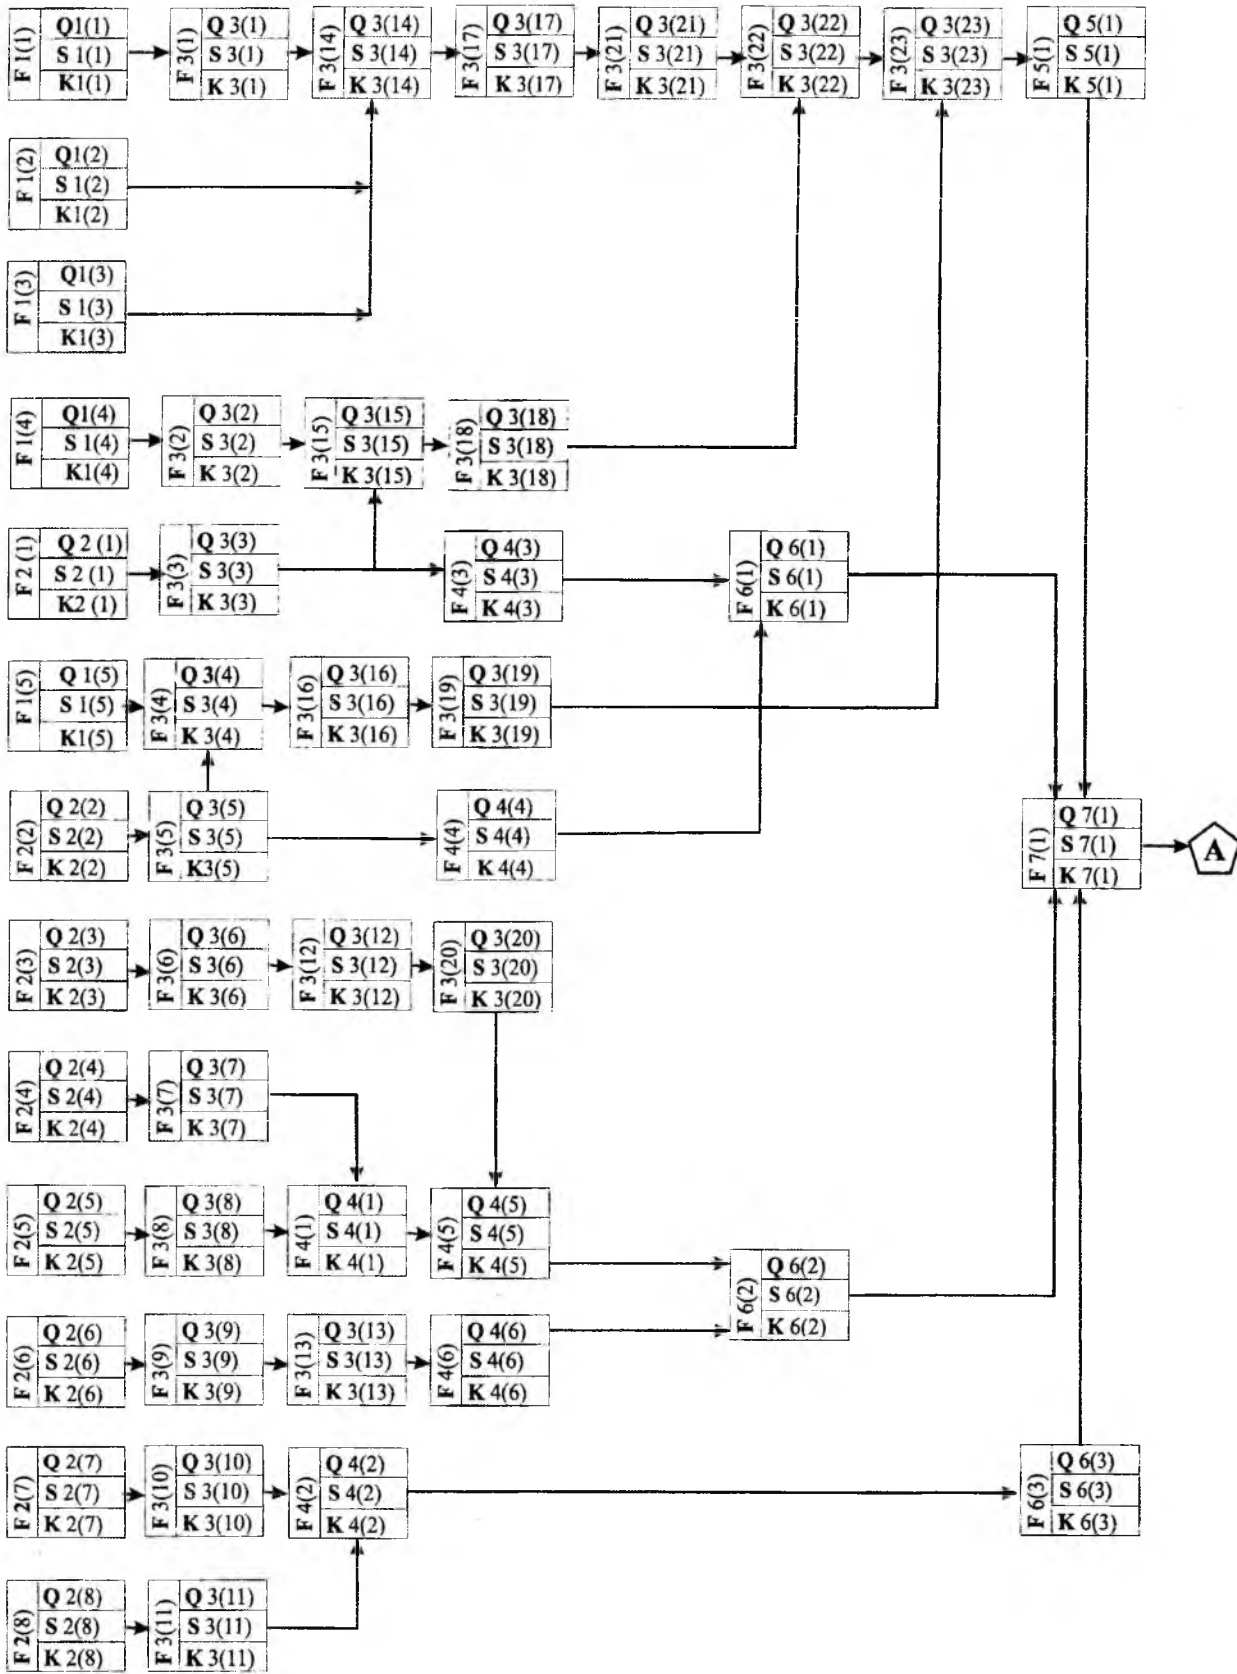 F 1(1)
Q1(1)
S 1(1)
K1(1)
F 3(1)
Q 3(1)
S 3(1)
K 3(1)
F 3(14)
Q 3(14)
S 3(14)
K 3(14)
F 3(17)
Q 3(17)
S 3(17)
K 3(17)
F 3(21)
Q 3(21)
S 3(21)
K 3(21)
F 3(22)
Q 3(22)
S 3(22)
K 3(22)
F 3(23)
Q 3(23)
S 3(23)
K 3(23)
F 5(1)
Q 5(1)
S 5(1)
K 5(1)
F 1(2)
Q1(2)
S 1(2)
K1(2)
F 1(3)
Q1(3)
S 1(3)
K1(3)
F 1(4)
Q1(4)
S 1(4)
K1(4)
F 3(2)
Q 3(2)
S 3(2)
K 3(2)
F 3(15)
Q 3(15)
S 3(15)
K 3(15)
F 3(18)
Q 3(18)
S 3(18)
K 3(18)
F 2 (1)
Q 2 (1)
S 2 (1)
K2 (1)
F 3(3)
Q 3(3)
S 3(3)
K 3(3)
F 4(3)
Q 4(3)
S 4(3)
K 4(3)
F 6(1)
Q 6(1)
S 6(1)
K 6(1)
F 1(5)
Q 1(5)
S 1(5)
K1(5)
F 3(4)
Q 3(4)
S 3(4)
K 3(4)
F 3(16)
Q 3(16)
S 3(16)
K 3(16)
F 3(19)
Q 3(19)
S 3(19)
K 3(19)
F 2(2)
Q 2(2)
S 2(2)
K 2(2)
F 3(5)
Q 3(5)
S 3(5)
K3(5)
F 4(4)
Q 4(4)
S 4(4)
K 4(4)
F 7(1)
Q 7(1)
S 7(1)
K 7(1)
A
F 2(3)
Q 2(3)
S 2(3)
K 2(3)
F 3(6)
Q 3(6)
S 3(6)
K 3(6)
F 3(12)
Q 3(12)
S 3(12)
K 3(12)
F 3(20)
Q 3(20)
S 3(20)
K 3(20)
F 2(4)
Q 2(4)
S 2(4)
K 2(4)
F 3(7)
Q 3(7)
S 3(7)
K 3(7)
F 2(5)
Q 2(5)
S 2(5)
K 2(5)
F 3(8)
Q 3(8)
S 3(8)
K 3(8)
F 4(1)
Q 4(1)
S 4(1)
K 4(1)
F 4(5)
Q 4(5)
S 4(5)
K 4(5)
F 6(2)
Q 6(2)
S 6(2)
K 6(2)
F 2(6)
Q 2(6)
S 2(6)
K 2(6)
F 3(9)
Q 3(9)
S 3(9)
K 3(9)
F 3(13)
Q 3(13)
S 3(13)
K 3(13)
F 4(6)
Q 4(6)
S 4(6)
K 4(6)
F 2(7)
Q 2(7)
S 2(7)
K 2(7)
F 3(10)
Q 3(10)
S 3(10)
K 3(10)
F 4(2)
Q 4(2)
S 4(2)
K 4(2)
F 6(3)
Q 6(3)
S 6(3)
K 6(3)
F 2(8)
Q 2(8)
S 2(8)
K 2(8)
F 3(11)
Q 3(11)
S 3(11)
K 3(11)